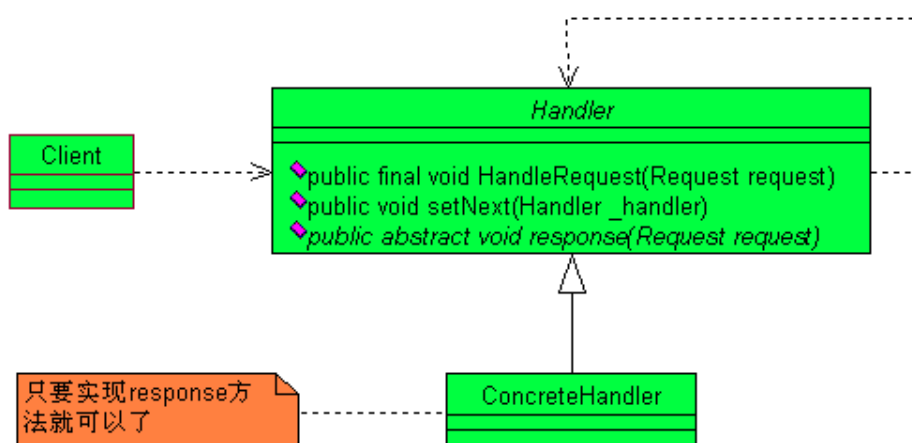 Handler
Client
public final void HandleRequest(Request request)
public void setNext(Handler _handler)
public abstract void response(Request request)
只要实现response方
法就可以了
ConcreteHandler